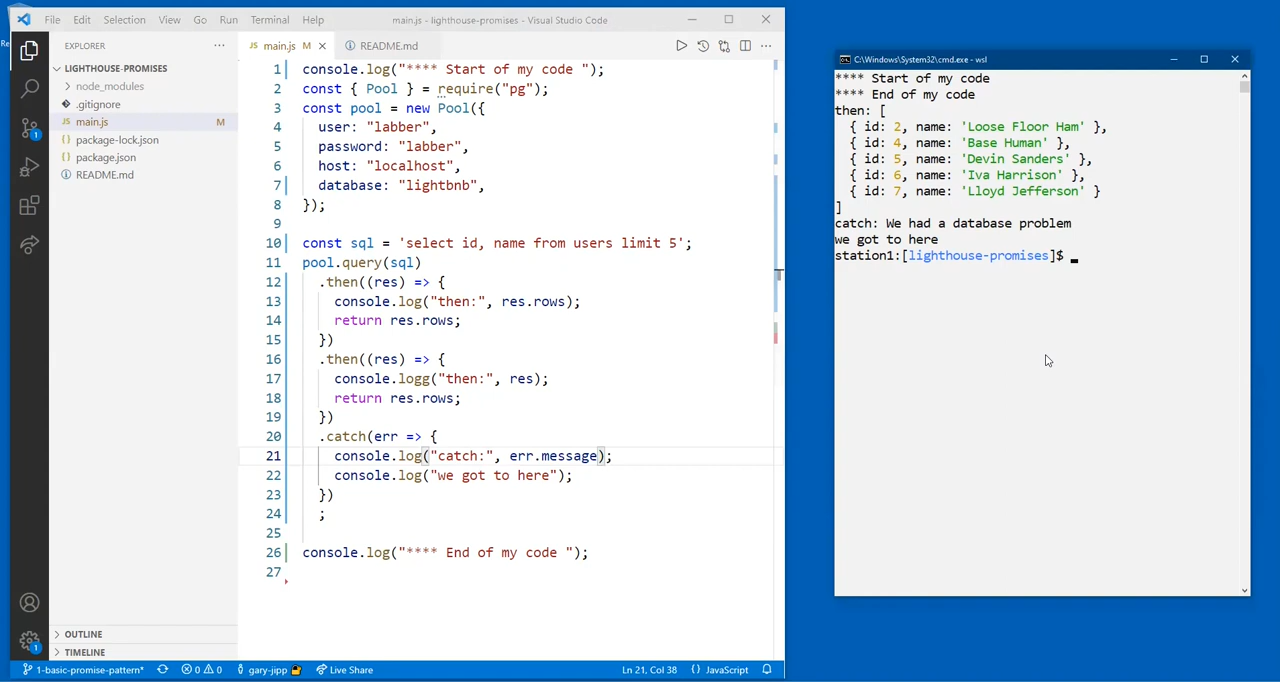 File Edit Selection View Go Run Terminal Help main.js - lighthouse-promises - Visual Studio Code
EXPLORER ···
LIGHTHOUSE-PROMISES
node_modules
.gitignore
JS main.js M
{} package-lock.json
{} package.json
README.md
OUTLINE
TIMELINE
JS main.js M
README.md
1 console.log("**** Start of my code ");
2 const { Pool } = require("pg");
3 const pool = new Pool({
4 user: "labber",
5 password: "labber",
6 host: "localhost",
7 database: "lightbnb",
8 });
9
10 const sql = 'select id, name from users limit 5';
11 pool.query(sql)
12 .then((res) => {
13 console.log("then:", res.rows);
14 return res.rows;
15 })
16 .then((res) => {
17 console.logg("then:", res);
18 return res.rows;
19 })
20 .catch(err => {
21 console.log("catch:", err.message);
22 console.log("we got to here");
23 })
24 ;
25
26 console.log("**** End of my code ");
27
1
1
1-basic-promise-pattern* 0 0 gary-jipp Live Share Ln 21, Col 38 {} JavaScript
C:\Windows\System32\cmd.exe - wsl
**** Start of my code
**** End of my code
then: [
{ id: 2, name: 'Loose Floor Ham' },
{ id: 4, name: 'Base Human' },
{ id: 5, name: 'Devin Sanders' },
{ id: 6, name: 'Iva Harrison' },
{ id: 7, name: 'Lloyd Jefferson' }
]
catch: We had a database problem
we got to here
station1:[lighthouse-promises]$
Re